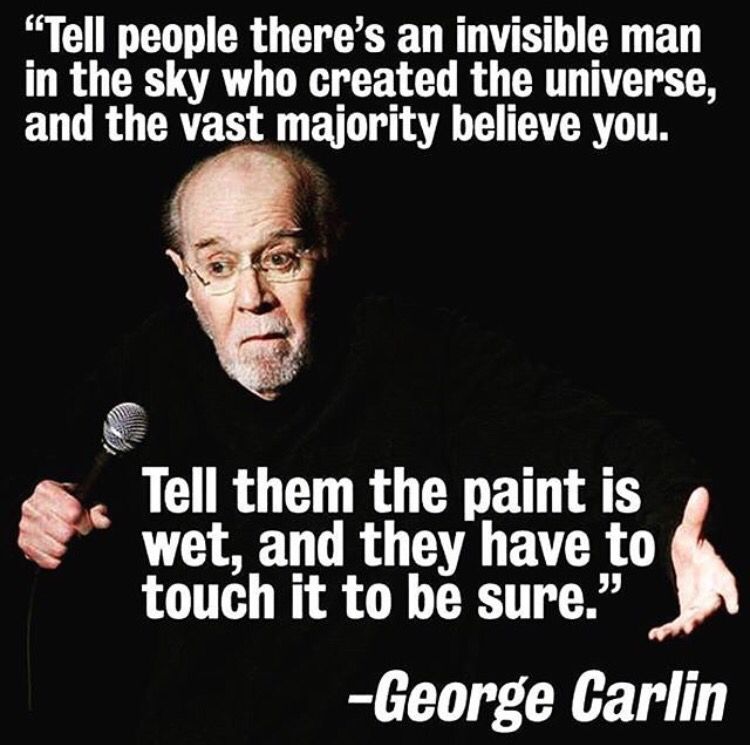 “Tell people there’s an invisible man
in the sky who created the universe,
and the vast majority believe you.
Tell them the paint is
wet, and they have to
touch it to be sure.”
-George Carlin